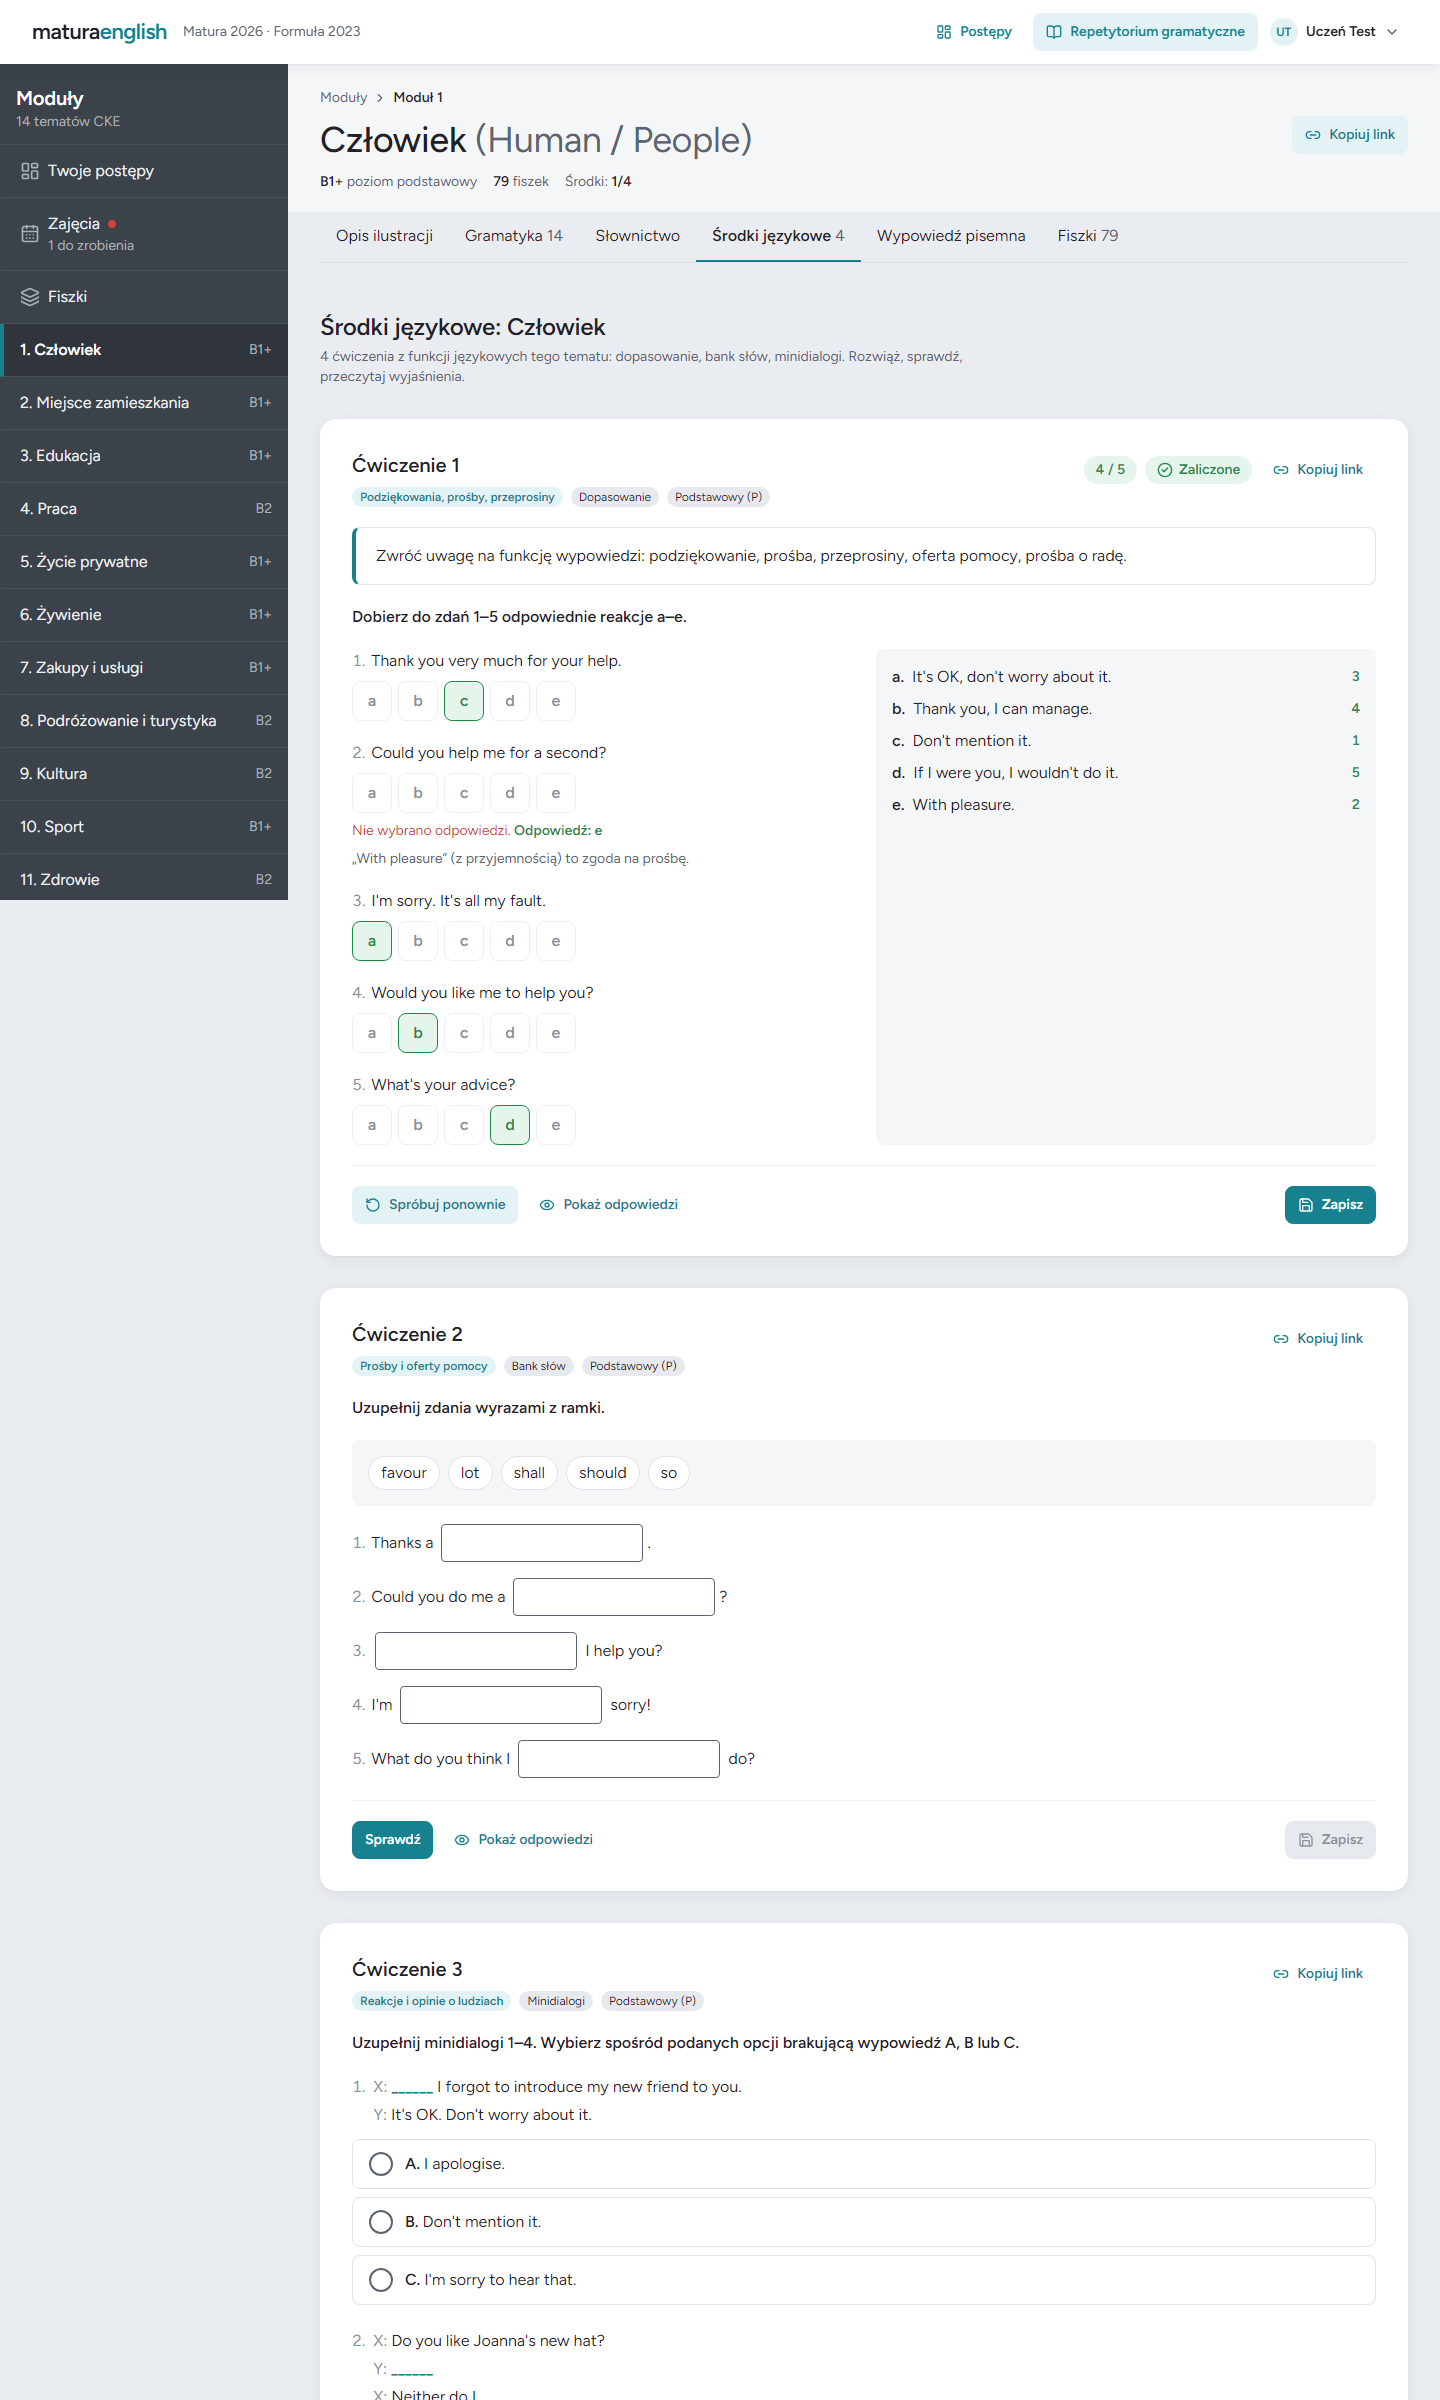 maturaenglish Matura 2026 · Formuła 2023
Postępy
Repetytorium gramatyczne
UT Uczeń Test
Moduły
14 tematów CKE
Twoje postępy
Zajęcia
1 do zrobienia
Fiszki
1. Człowiek B1+
2. Miejsce zamieszkania B1+
3. Edukacja B1+
4. Praca B2
5. Życie prywatne B1+
6. Żywienie B1+
7. Zakupy i usługi B1+
8. Podróżowanie i turystyka B2
9. Kultura B2
10. Sport B1+
11. Zdrowie B2
Moduły > Moduł 1
Człowiek (Human / People)
Kopiuj link
B1+ poziom podstawowy 79 fiszek Środki: 1/4
Opis ilustracji Gramatyka 14 Słownictwo Środki językowe 4 Wypowiedź pisemna Fiszki 79
Środki językowe: Człowiek
4 ćwiczenia z funkcji językowych tego tematu: dopasowanie, bank słów, minidialogi. Rozwiąż, sprawdź,
przeczytaj wyjaśnienia.
Ćwiczenie 1
4 / 5 Zaliczone Kopiuj link
Podziękowania, prośby, przeprosiny Dopasowanie Podstawowy (P)
Zwróć uwagę na funkcję wypowiedzi: podziękowanie, prośba, przeprosiny, oferta pomocy, prośba o radę.
Dobierz do zdań 1–5 odpowiednie reakcje a–e.
1. Thank you very much for your help.
a b c d e
2. Could you help me for a second?
a b c d e
Nie wybrano odpowiedzi. Odpowiedź: e
„With pleasure” (z przyjemnością) to zgoda na prośbę.
3. I'm sorry. It's all my fault.
a b c d e
4. Would you like me to help you?
a b c d e
5. What's your advice?
a b c d e
a. It's OK, don't worry about it. 3
b. Thank you, I can manage. 4
c. Don't mention it. 1
d. If I were you, I wouldn't do it. 5
e. With pleasure. 2
Spróbuj ponownie Pokaż odpowiedzi Zapisz
Ćwiczenie 2
Kopiuj link
Prośby i oferty pomocy Bank słów Podstawowy (P)
Uzupełnij zdania wyrazami z ramki.
favour lot shall should so
1. Thanks a .
2. Could you do me a ?
3. I help you?
4. I'm sorry!
5. What do you think I do?
Sprawdź Pokaż odpowiedzi Zapisz
Ćwiczenie 3
Kopiuj link
Reakcje i opinie o ludziach Minidialogi Podstawowy (P)
Uzupełnij minidialogi 1–4. Wybierz spośród podanych opcji brakującą wypowiedź A, B lub C.
1. X: ______ I forgot to introduce my new friend to you.
Y: It's OK. Don't worry about it.
A. I apologise.
B. Don't mention it.
C. I'm sorry to hear that.
2. X: Do you like Joanna's new hat?
Y: ______
X: Neither do I.